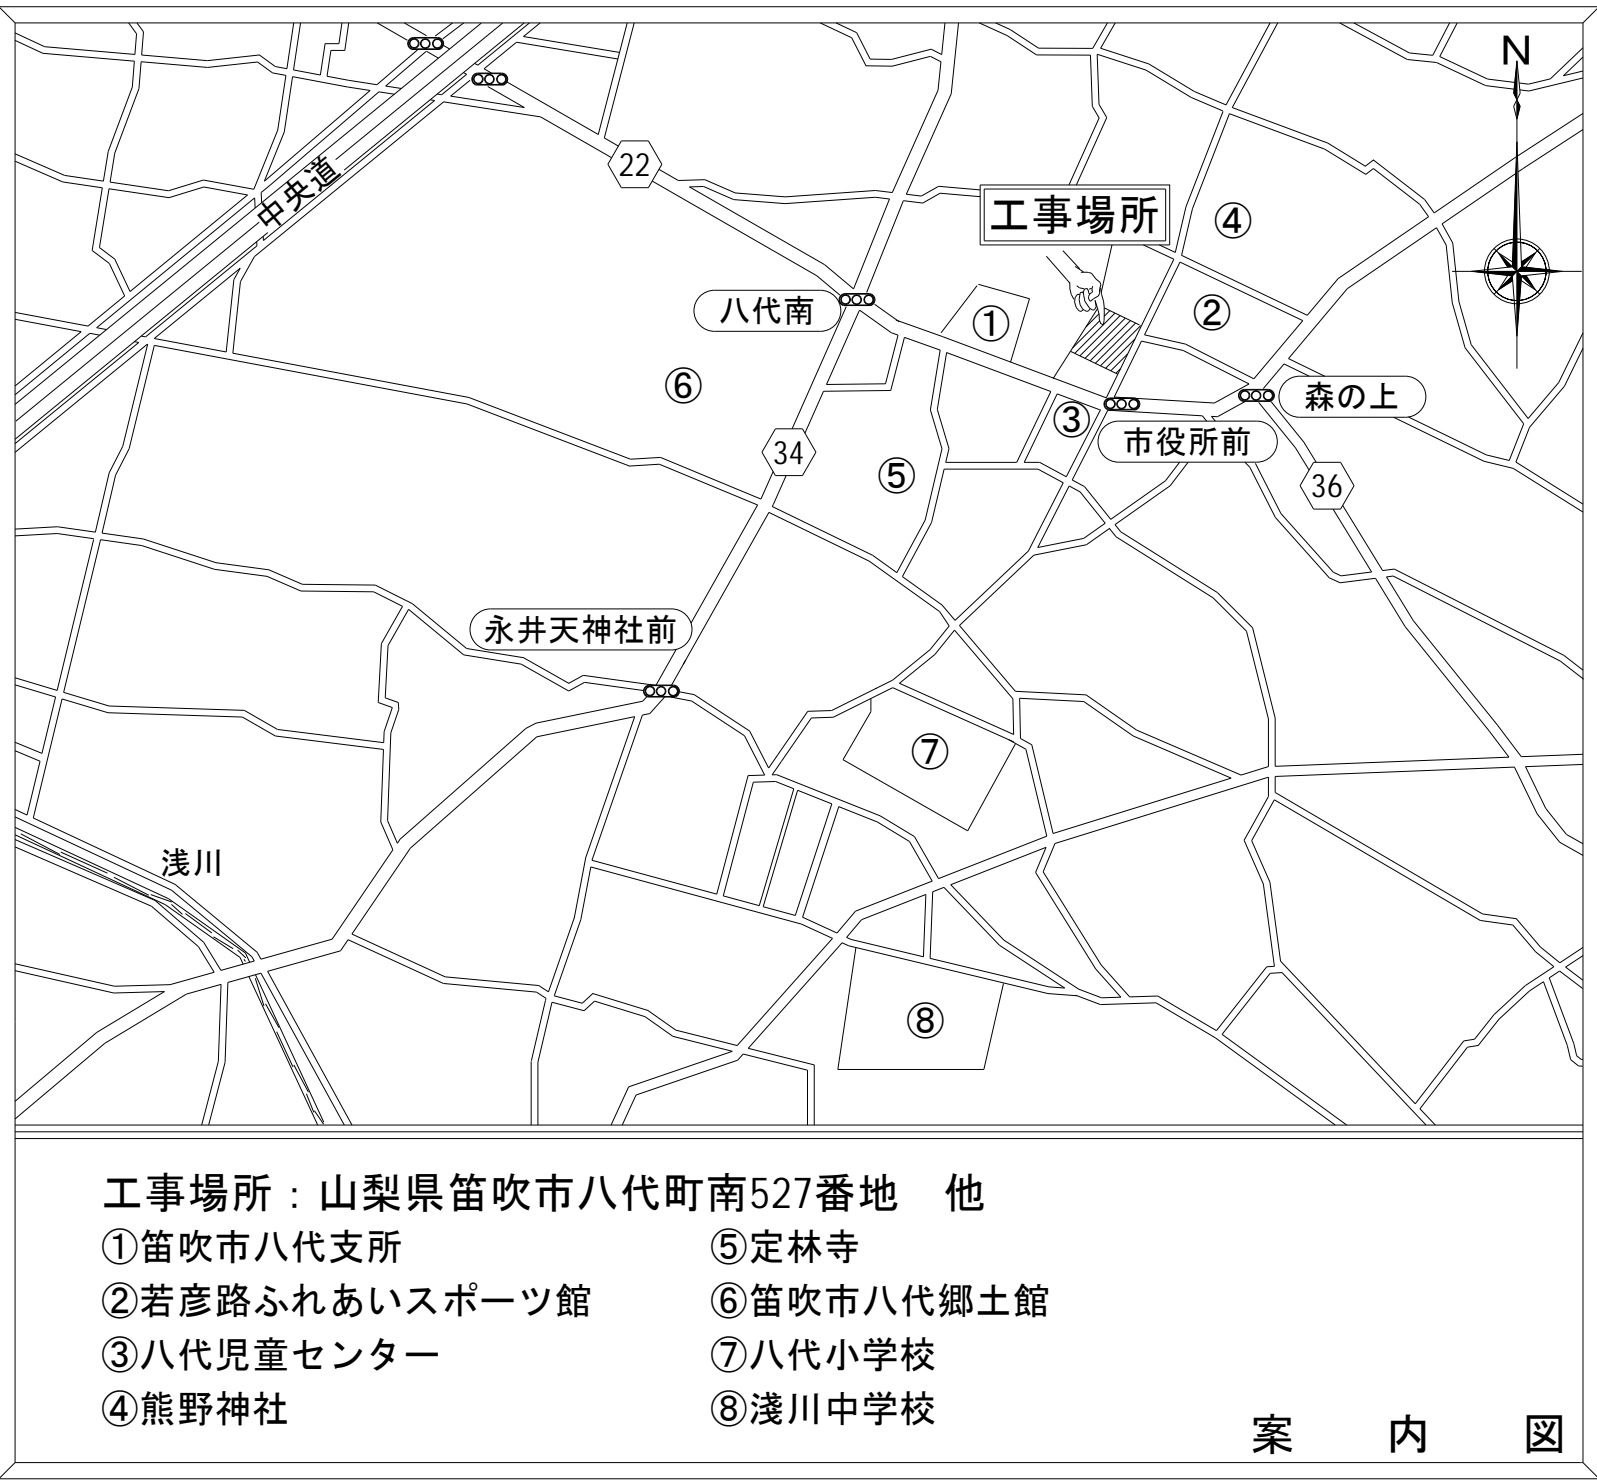 N
22
中央道
工事場所
④
八代南
①
②
⑥
森の上
③
市役所前
34
⑤
36
永井天神社前
⑦
浅川
⑧
工事場所：山梨県笛吹市八代町南527番地　他
①笛吹市八代支所
②若彦路ふれあいスポーツ館
③八代児童センター
④熊野神社
⑤定林寺
⑥笛吹市八代郷土館
⑦八代小学校
⑧淺川中学校
案　内　図